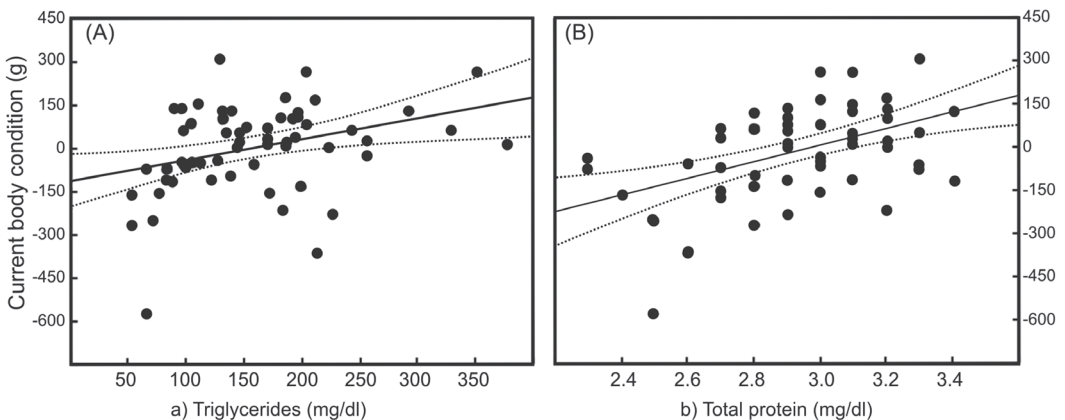 450
300
150
0
-150
-300
-450
-600
Current body condition (g)
(A)
50 100 150 200 250 300 350
a) Triglycerides (mg/dl)
(B)
450
300
150
0
-150
-300
-450
-600
2.4 2.6 2.8 3.0 3.2 3.4
b) Total protein (mg/dl)